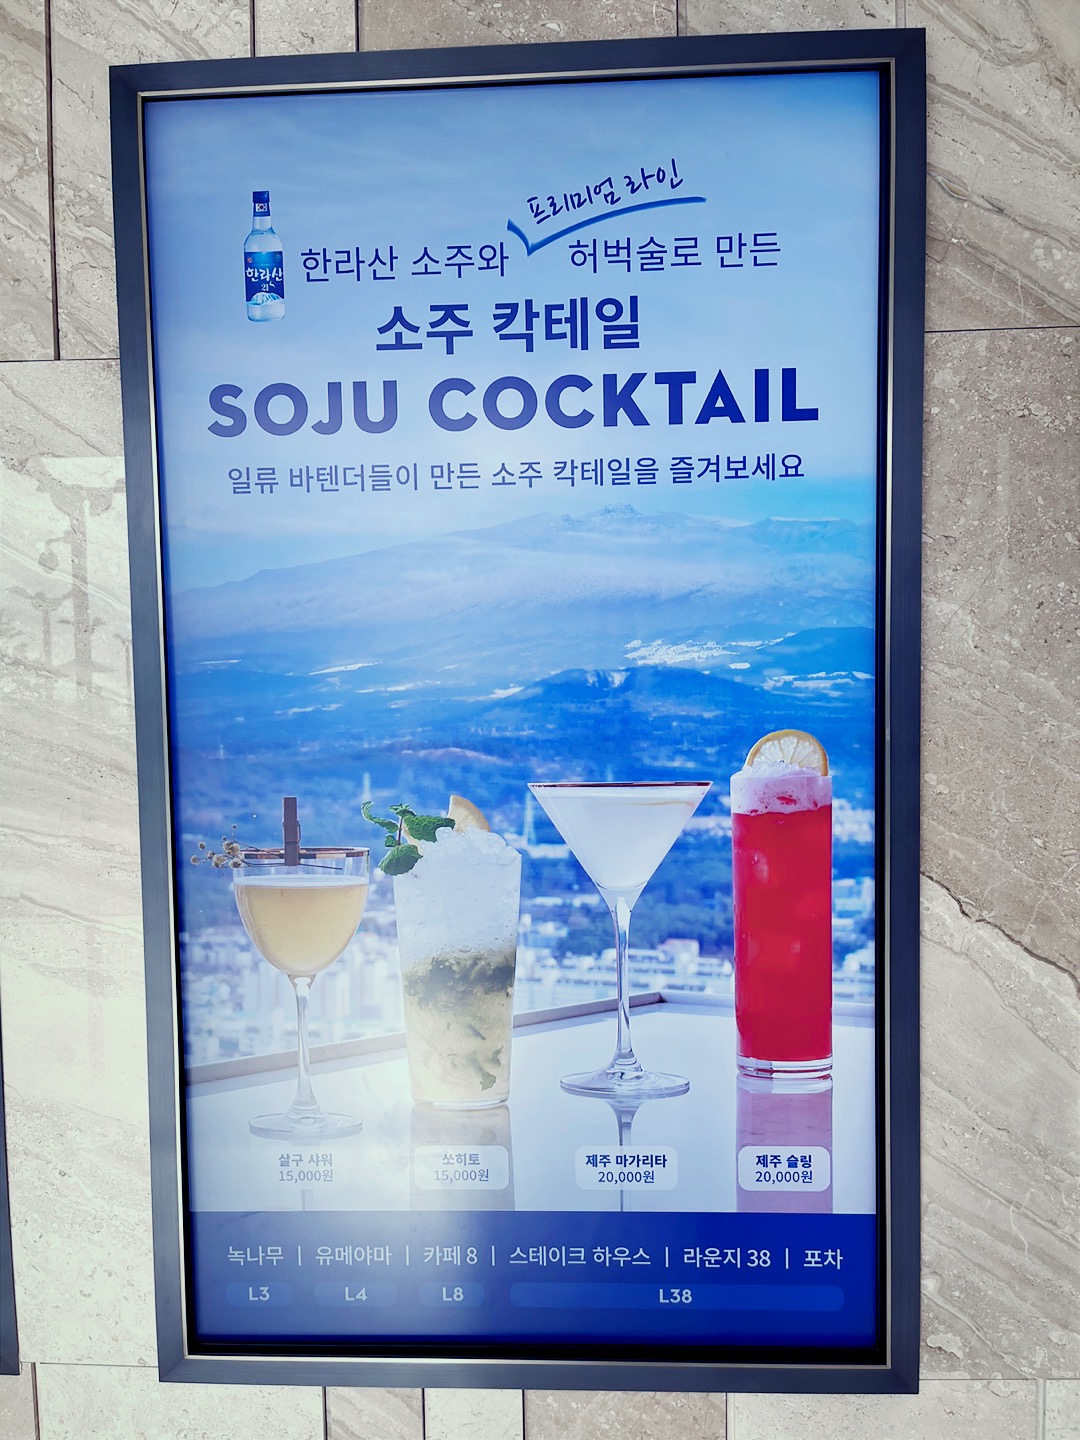 프리미엄 라인
한라산 소주와 허벅술로 만든
한라산
21
소주 칵테일
SOJU COCKTAIL
일류 바텐더들이 만든 소주 칵테일을 즐겨보세요
살구 샤워
15,000원
쏘히토
15,000원
제주 마가리타
20,000원
제주 슬링
20,000원
녹나무 | 유메야마 | 카페 8 | 스테이크 하우스 | 라운지 38 | 포차
L3 L4 L8 L38